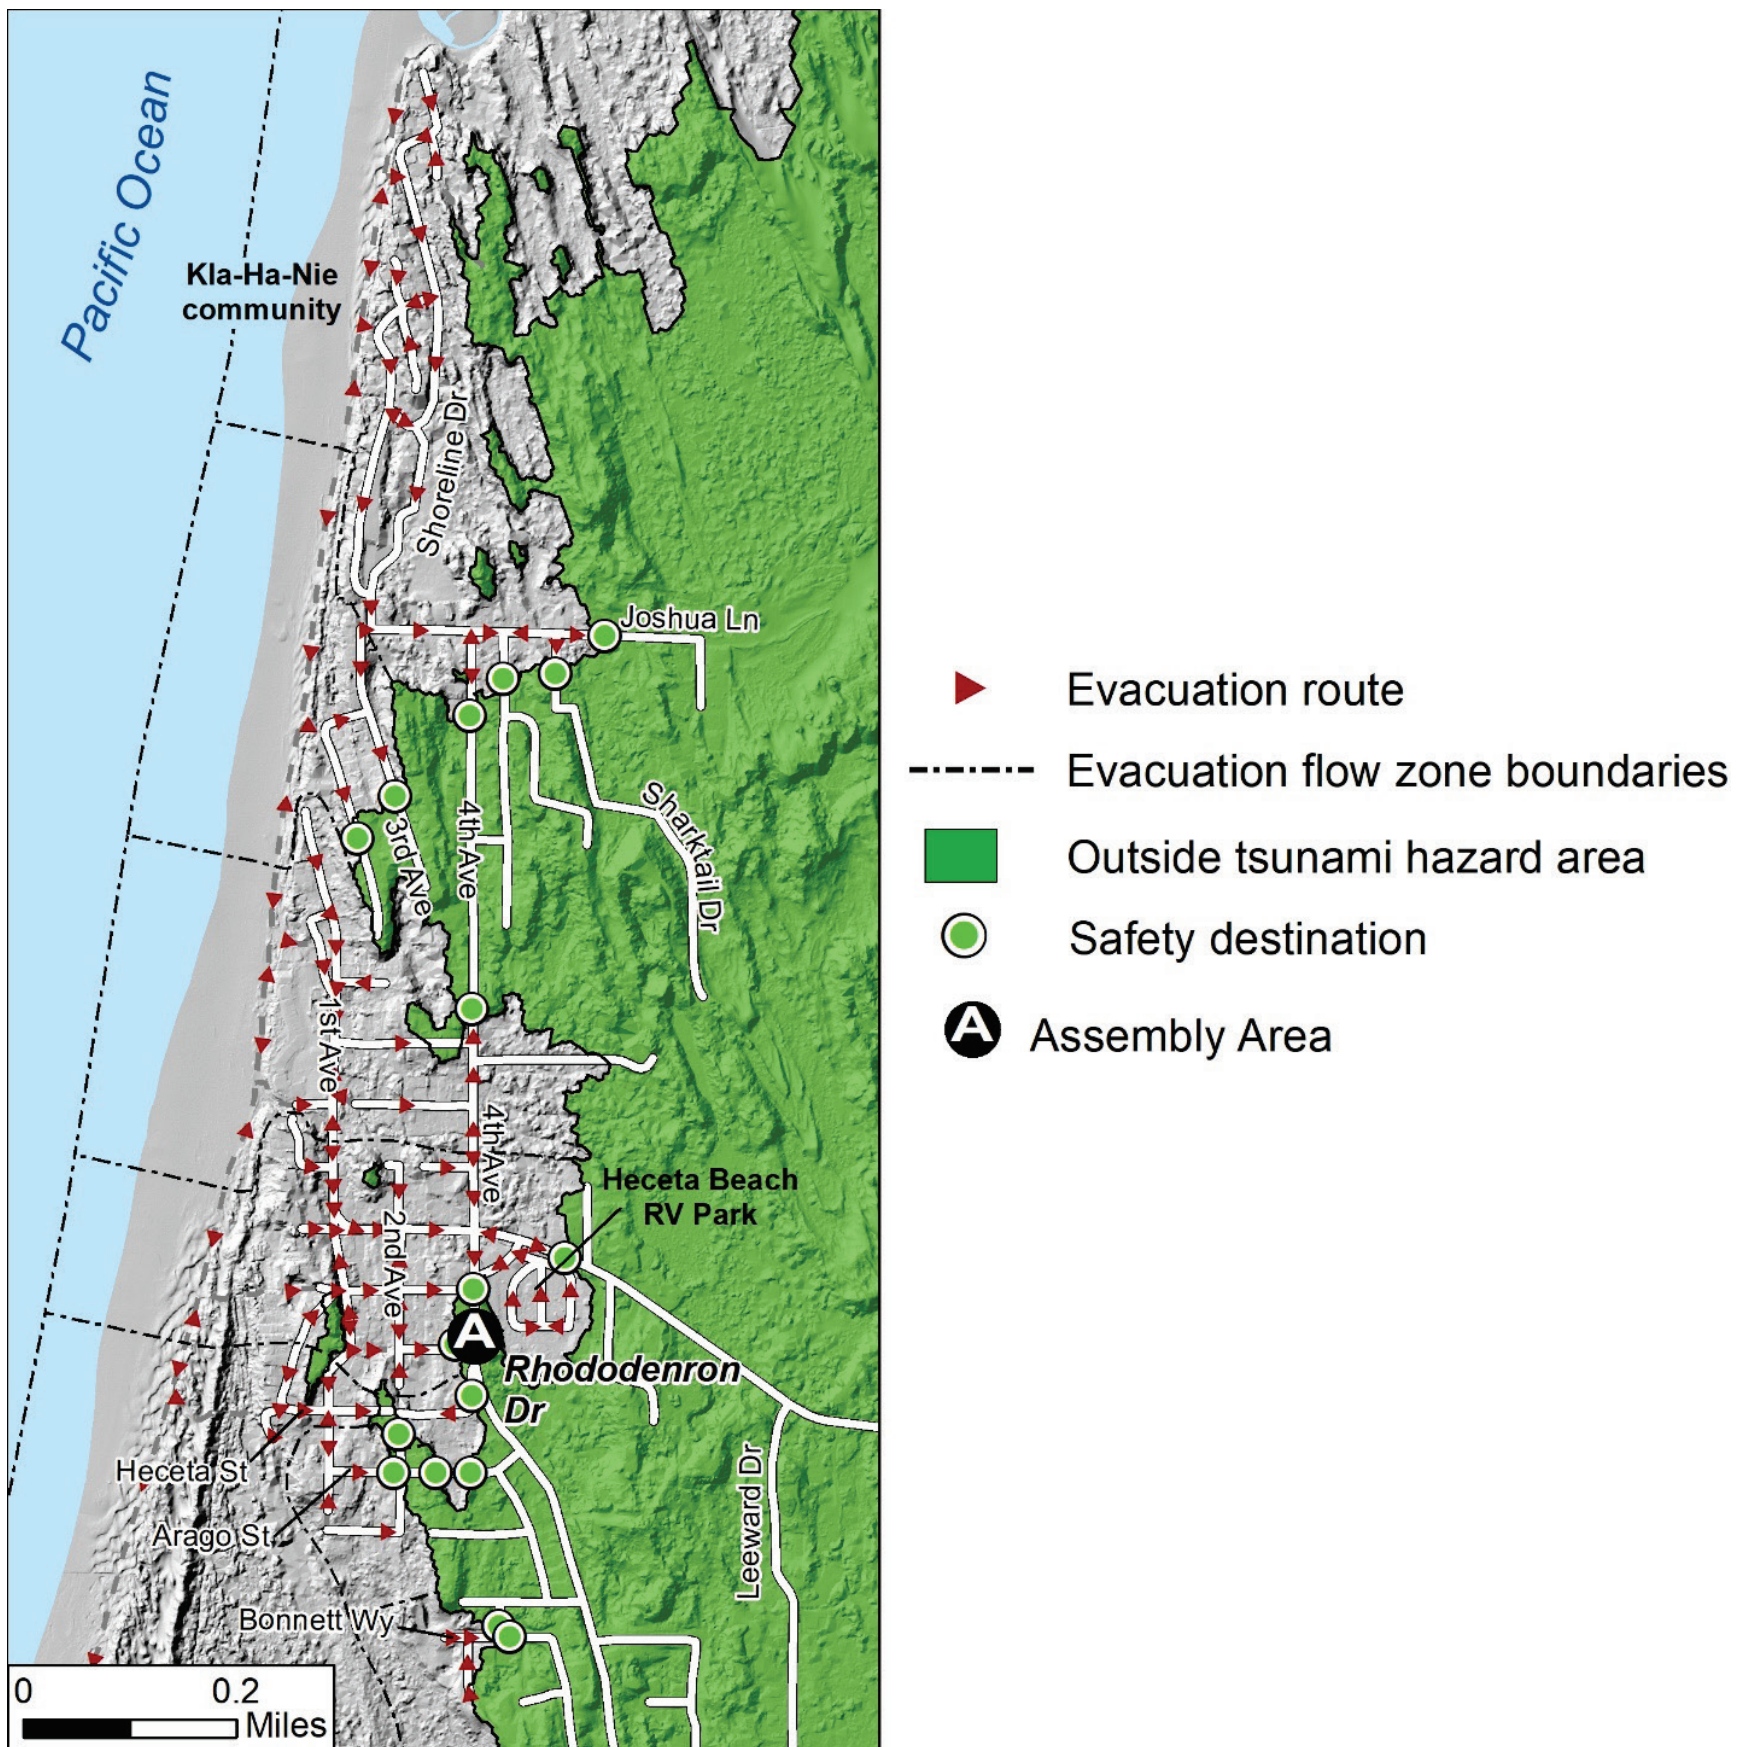 Pacific Ocean
Kla-Ha-Nie
community
Shoreline Dr
Joshua Ln
Sharktail Dr
4th Ave
3rd Ave
1st Ave
4th Ave
Heceta Beach
RV Park
2nd Ave
A
Rhododenron
Dr
Heceta St
Leeward Dr
Arago St
Bonnett Wy
0 0.2
Miles
Evacuation route
Evacuation flow zone boundaries
Outside tsunami hazard area
Safety destination
A Assembly Area